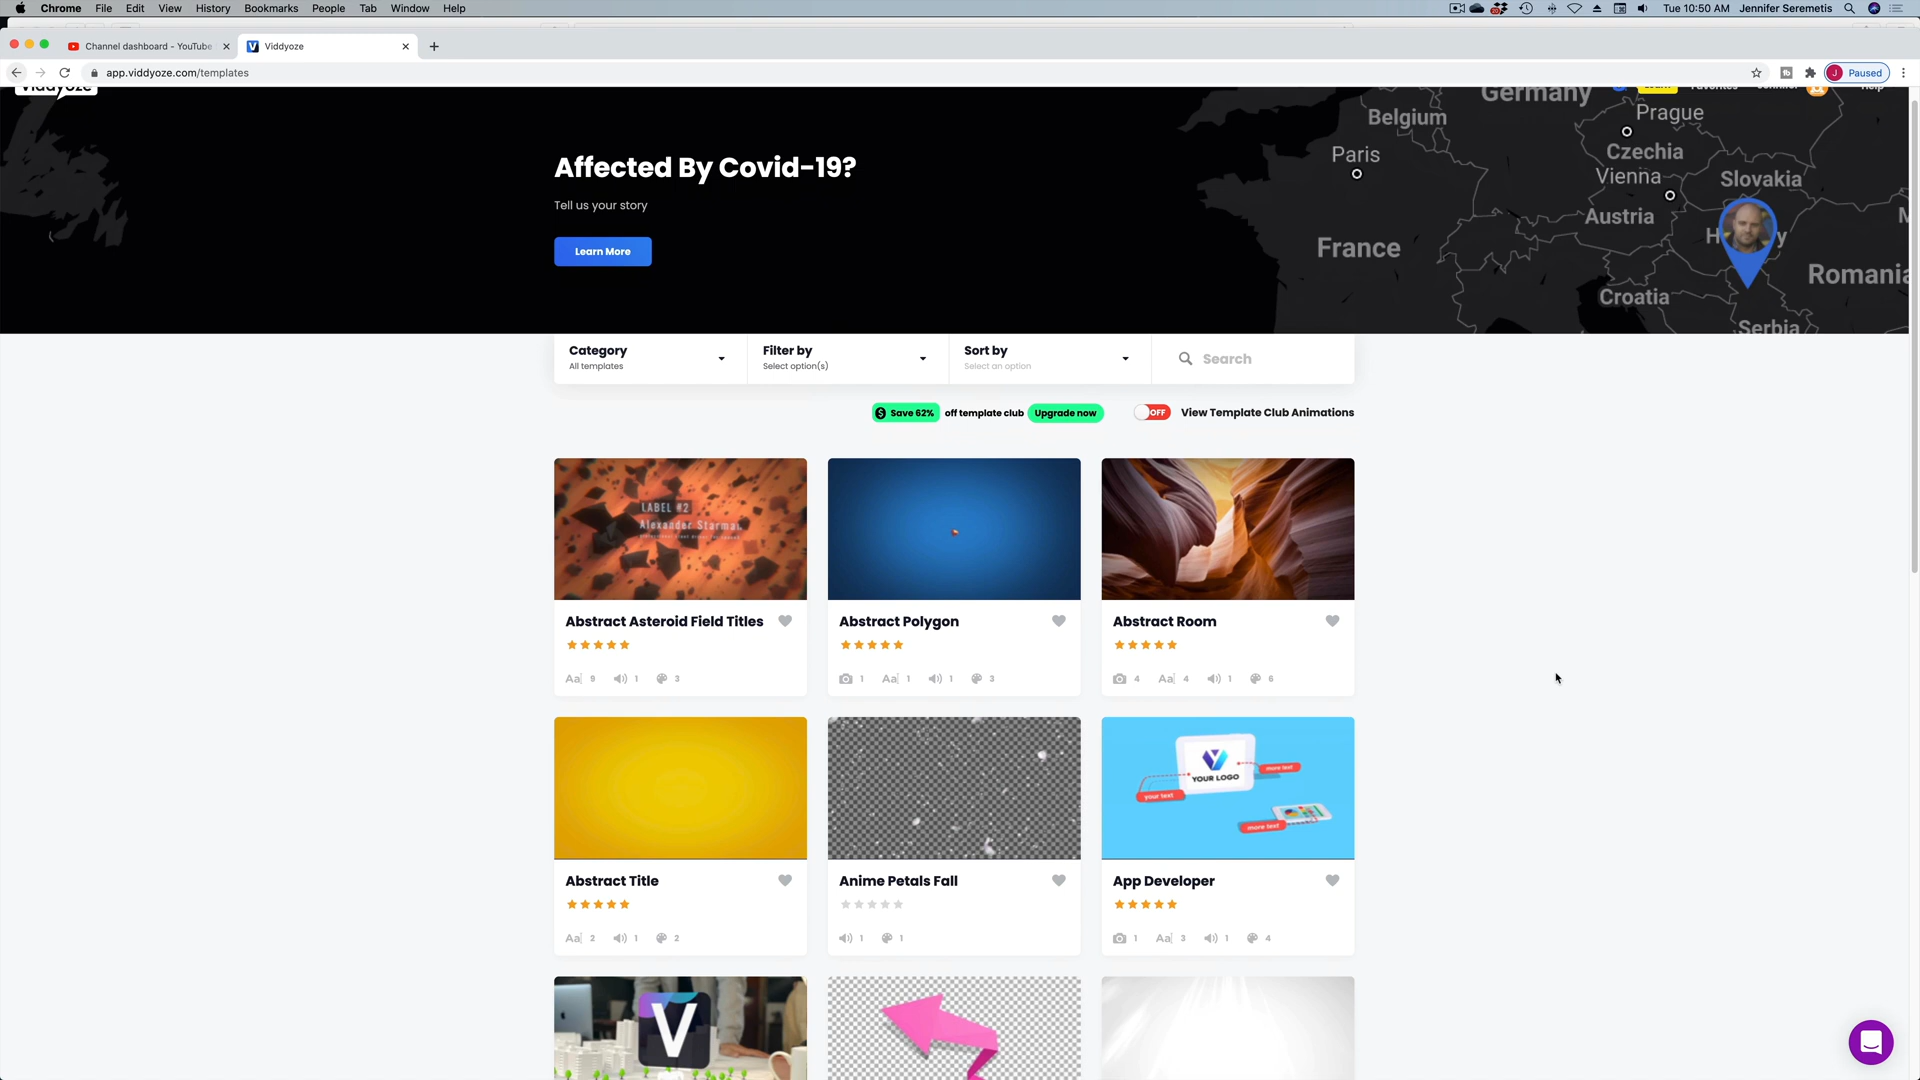 Chrome File Edit View History Bookmarks People Tab Window Help
20
Tue 10:50 AM Jennifer Seremetis
Channel dashboard - YouTube
Viddyoze
app.viddyoze.com/templates
J Paused
Viddyoze
Favorites Jennifer Help
Affected By Covid-19?
Tell us your story
Learn More
Germany
Belgium
Prague
Paris
Czechia
Vienna
Slovakia
Austria
France
Romania
Croatia
Serbia
Category
All templates
Filter by
Select option(s)
Sort by
Select an option
Search
Save 62% off template club Upgrade now
OFF View Template Club Animations
LABEL #2
Alexander Starman
Abstract Asteroid Field Titles
Aa 9 1 3
Abstract Polygon
1 Aa 1 1 3
Abstract Room
4 Aa 4 1 6
YOUR LOGO
more text
your text
more text
Abstract Title
Aa 2 1 2
Anime Petals Fall
1 1
App Developer
1 Aa 3 1 4
V